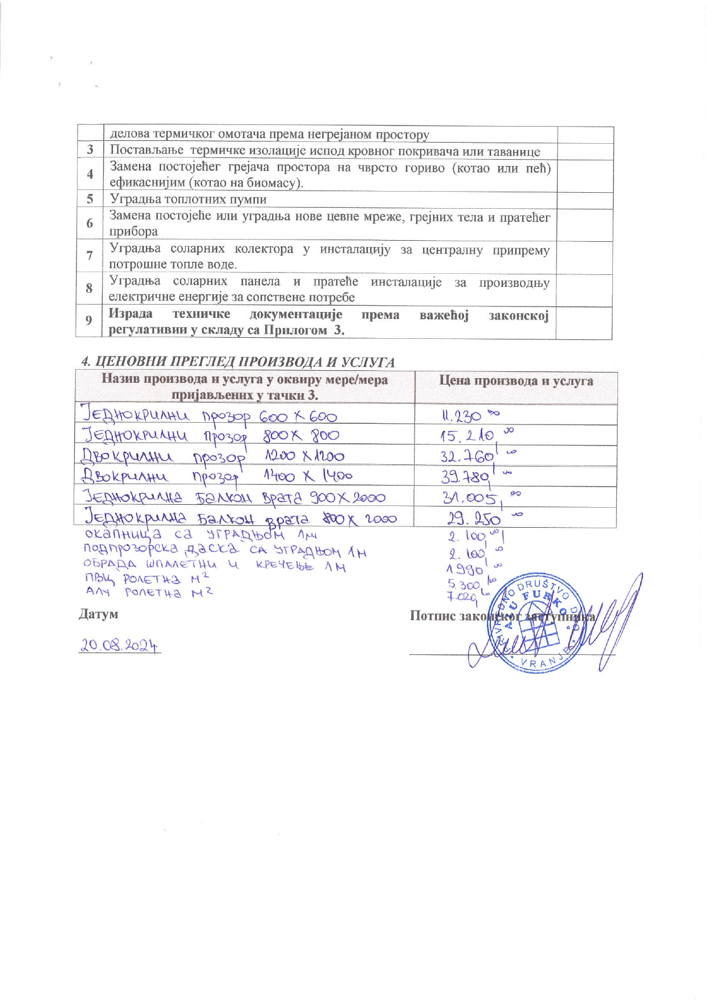 делова термичког омотача према негрејаном простору
3 Постављање термичке изолације испод кровног покривача или таванице
4 Замена постојећег грејача простора на чврсто гориво (котао или пећ)
ефикаснијим (котао на биомасу).
5 Уградња топлотних пумпи
6 Замена постојеће или уградња нове цевне мреже, грејних тела и пратећег
прибора
7 Уградња соларних колектора у инсталацију за централну припрему
потрошне топле воде.
8 Уградња соларних панела и пратеће инсталације за производњу
електричне енергије за сопствене потребе
9 Израда техничке документације према важећој законској
регулативии у складу са Прилогом 3.
4. ЦЕНОВНИ ПРЕГЛЕД ПРОИЗВОДА И УСЛУГА
Назив производа и услуга у оквиру мере/мера
пријављених у тачки 3.
Цена производа и услуга
ЈЕДНОКРИЛНИ ПРОЗОР 600 X 600 11.230 00
ЈЕДНОКРИЛНИ ПРОЗОР 800 X 800 15.210,00
ДВОКРИЛНИ ПРОЗОР 1200 X 1200 32.760,00
ДВОКРИЛНИ ПРОЗОР 1400 X 1400 39.780,00
ЈЕДНОКРИЛНА БАЛКОН ВРАТА 900 X 2000 31.005,00
ЈЕДНОКРИЛНА БАЛКОН ВРАТА 800 X 2000 29.250 00
ОКАПНИЦА СА УГРАДЊОМ 1М 2.100,00
ПОДПРОЗОРСКА ДАСКА СА УГРАДЊОМ 1М 2.100,00
ОБРАДА ШПАЛЕТНИ И КРЕЧЕЊЕ 1М 1990,00
ПВЦ РОЛЕТНА М2 5.300,00
АЛУ РОЛЕТНА М2 7.020,00
Датум
Потпис законског заступника
20.08.2024
PRIVREDNO DRUŠTVO DOO
ALU FURKO
VRANJE